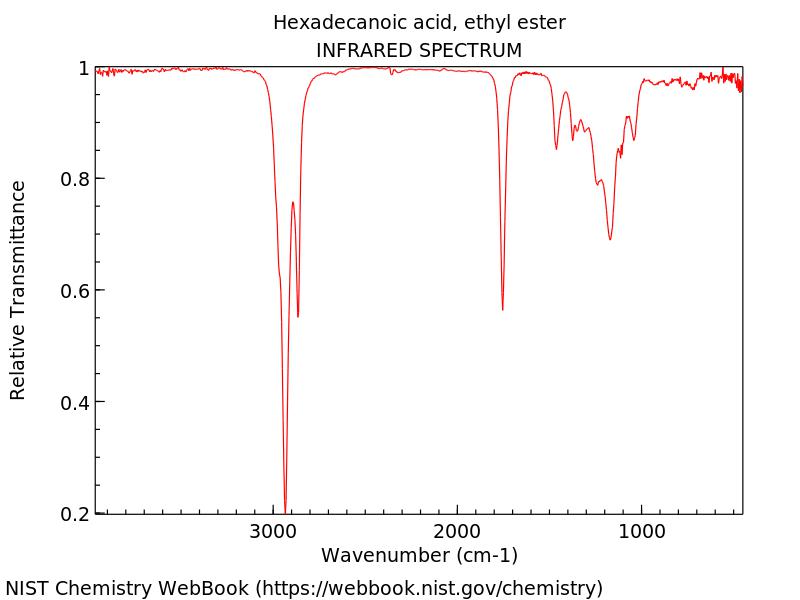 Hexadecanoic acid, ethyl ester
INFRARED SPECTRUM
1
0.8
0.6
0.4
0.2
Relative Transmittance
3000 2000 1000
Wavenumber (cm-1)
NIST Chemistry WebBook (https://webbook.nist.gov/chemistry)